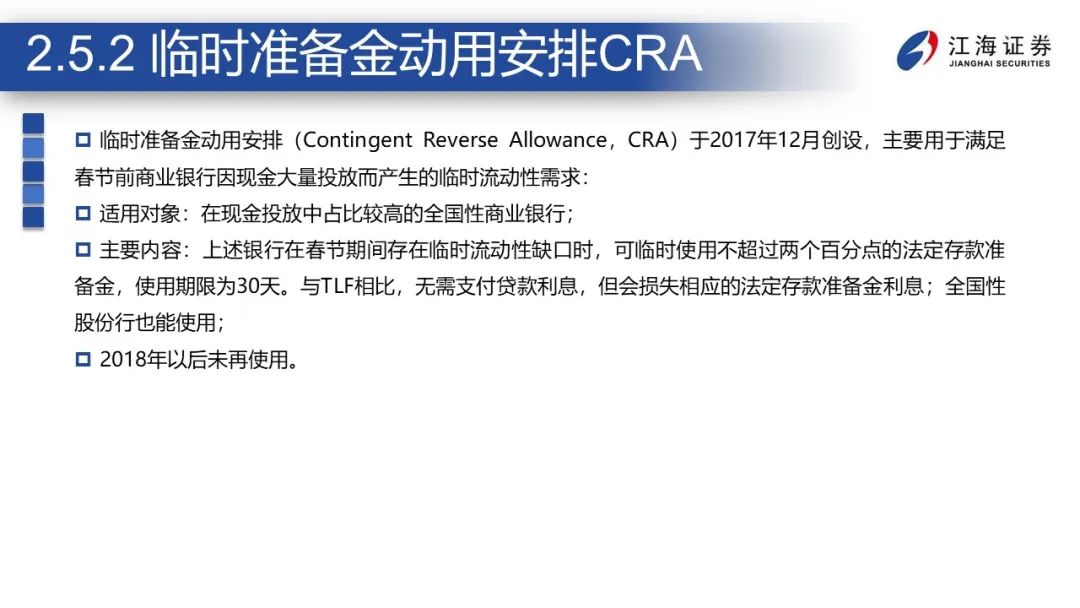 2.5.2 临时准备金动用安排CRA
江海证券
JIANGHAI SECURITIES
临时准备金动用安排（Contingent Reverse Allowance，CRA）于2017年12月创设，主要用于满足
春节前商业银行因现金大量投放而产生的临时流动性需求：
适用对象：在现金投放中占比较高的全国性商业银行；
主要内容：上述银行在春节期间存在临时流动性缺口时，可临时使用不超过两个百分点的法定存款准
备金，使用期限为30天。与TLF相比，无需支付贷款利息，但会损失相应的法定存款准备金利息；全国性
股份行也能使用；
2018年以后未再使用。